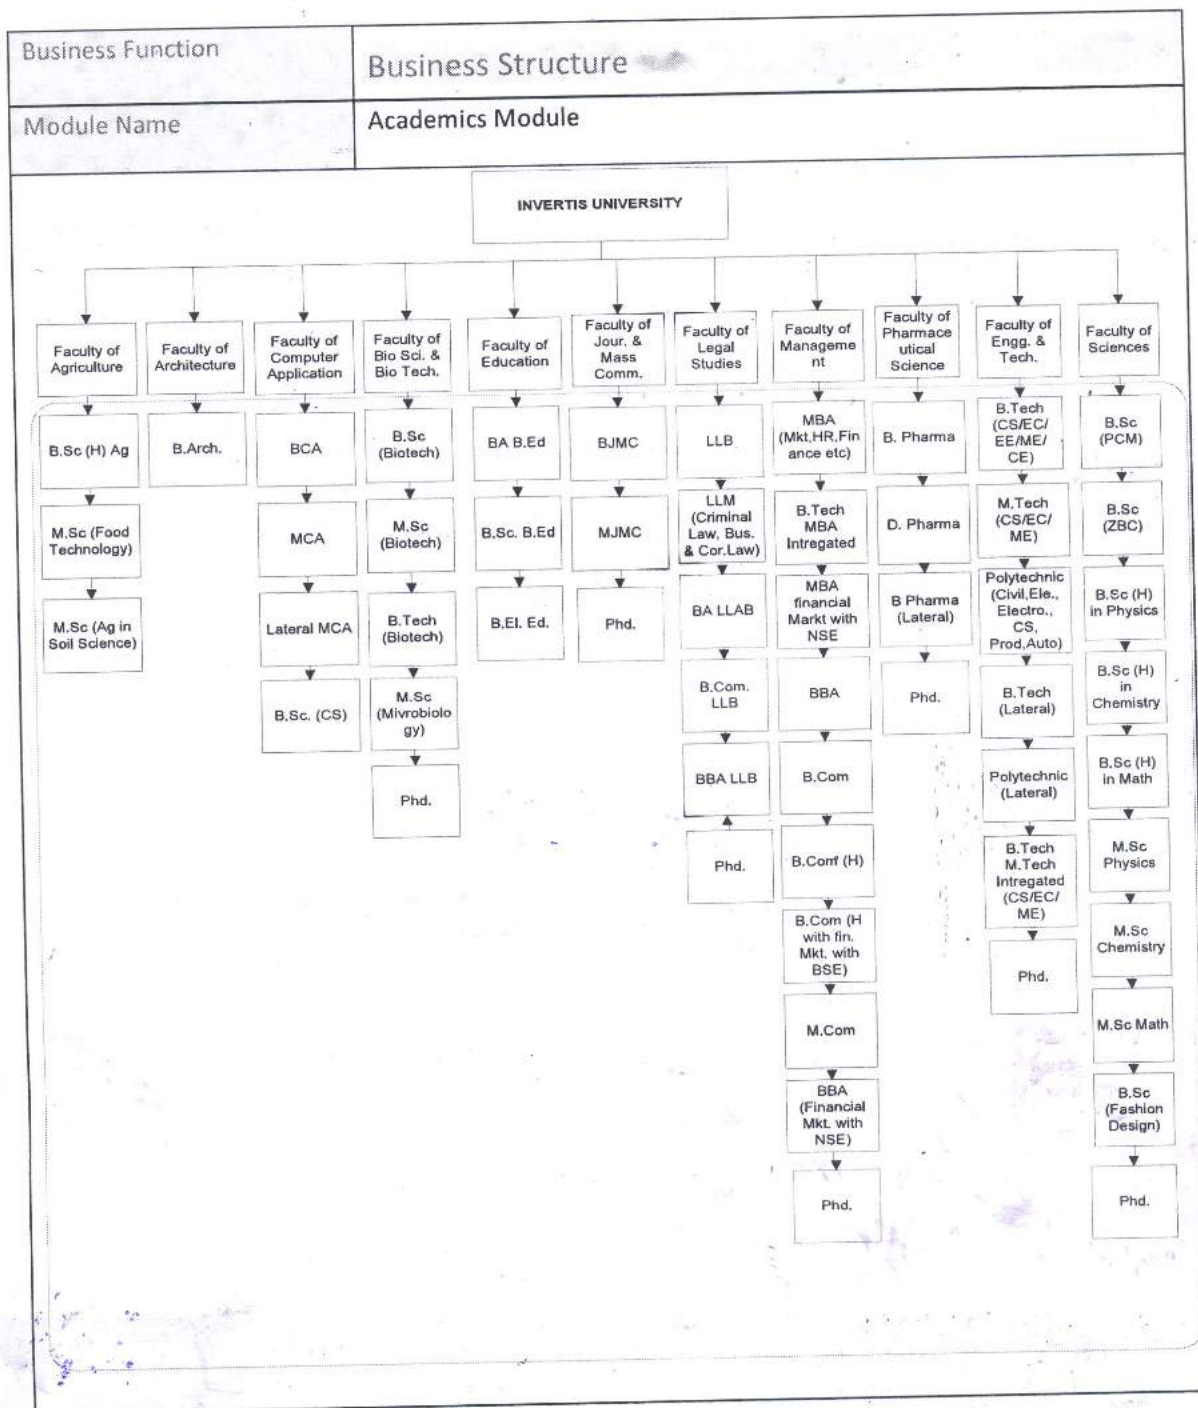 Business Function
Business Structure
Module Name
Academics Module
INVERTIS UNIVERSITY
Faculty of
Agriculture
Faculty of
Architecture
Faculty of
Computer
Application
Faculty of
Bio Sci. &
Bio Tech.
Faculty of
Education
Faculty of
Jour. &
Mass
Comm.
Faculty of
Legal
Studies
Faculty of
Manageme
nt
Faculty of
Pharmace
utical
Science
Faculty of
Engg. &
Tech.
Faculty of
Sciences
B.Sc (H) Ag
M.Sc (Food
Technology)
M.Sc (Ag in
Soil Science)
B.Arch.
BCA
MCA
Lateral MCA
B.Sc. (CS)
B.Sc
(Biotech)
M.Sc
(Biotech)
B.Tech
(Biotech)
M.Sc
(Mivrobiolo
gy)
Phd.
BA B.Ed
B.Sc. B.Ed
B.El. Ed.
BJMC
MJMC
Phd.
LLB
LLM
(Criminal
Law, Bus.
& Cor.Law)
BA LLAB
B.Com.
LLB
BBA LLB
Phd.
MBA
(Mkt,HR,Fin
ance etc)
B.Tech
MBA
Intregated
MBA
financial
Markt with
NSE
BBA
B.Com
B.Com (H)
B.Com (H
with fin.
Mkt. with
BSE)
M.Com
BBA
(Financial
Mkt. with
NSE)
Phd.
B. Pharma
D. Pharma
B Pharma
(Lateral)
Phd.
B.Tech
(CS/EC/
EE/ME/
CE)
M.Tech
(CS/EC/
ME)
Polytechnic
(Civil,Ele.,
Electro.,
CS,
Prod,Auto)
B.Tech
(Lateral)
Polytechnic
(Lateral)
B.Tech
M.Tech
Intregated
(CS/EC/
ME)
Phd.
B.Sc
(PCM)
B.Sc
(ZBC)
B.Sc (H)
in Physics
B.Sc (H)
in
Chemistry
B.Sc (H)
in Math
M.Sc
Physics
M.Sc
Chemistry
M.Sc Math
B.Sc
(Fashion
Design)
Phd.